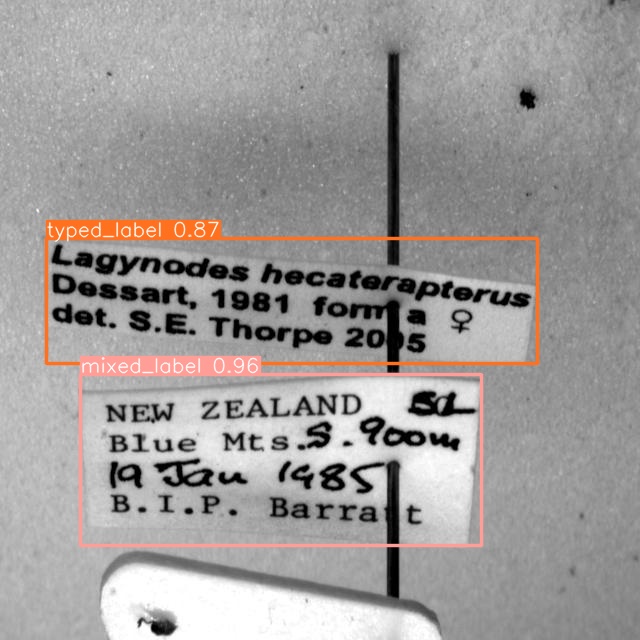 typed_label 0.87
Lagynodes hecaterapterus
Dessart, 1981 form a ♀
det. S.E. Thorpe 2005
mixed_label 0.96
NEW ZEALAND SL
Blue Mts. S. 900m
19 Jan 1985
B.I.P. Barratt